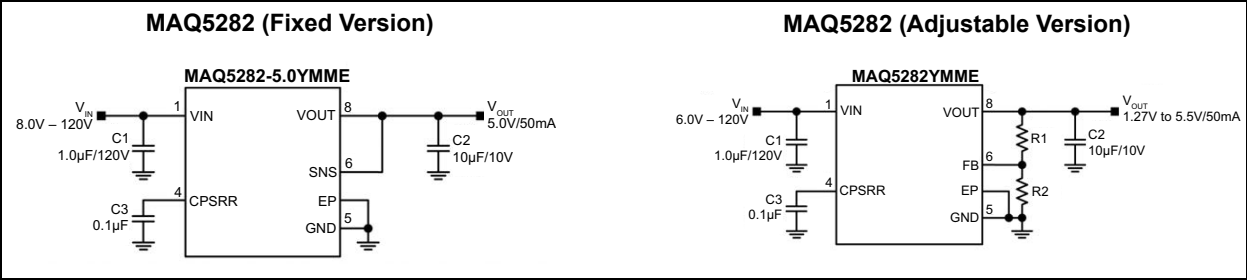 MAQ5282 (Fixed Version)
MAQ5282-5.0YMME
VIN
8.0V – 120V
1
VIN
VOUT
8
VOUT
5.0V/50mA
C1
1.0µF/120V
C2
10µF/10V
SNS
6
4
CPSRR
EP
C3
0.1µF
GND
5
MAQ5282 (Adjustable Version)
MAQ5282YMME
VIN
6.0V – 120V
1
VIN
VOUT
8
VOUT
1.27V to 5.5V/50mA
C1
1.0µF/120V
R1
C2
10µF/10V
FB
6
4
CPSRR
EP
R2
C3
0.1µF
GND
5